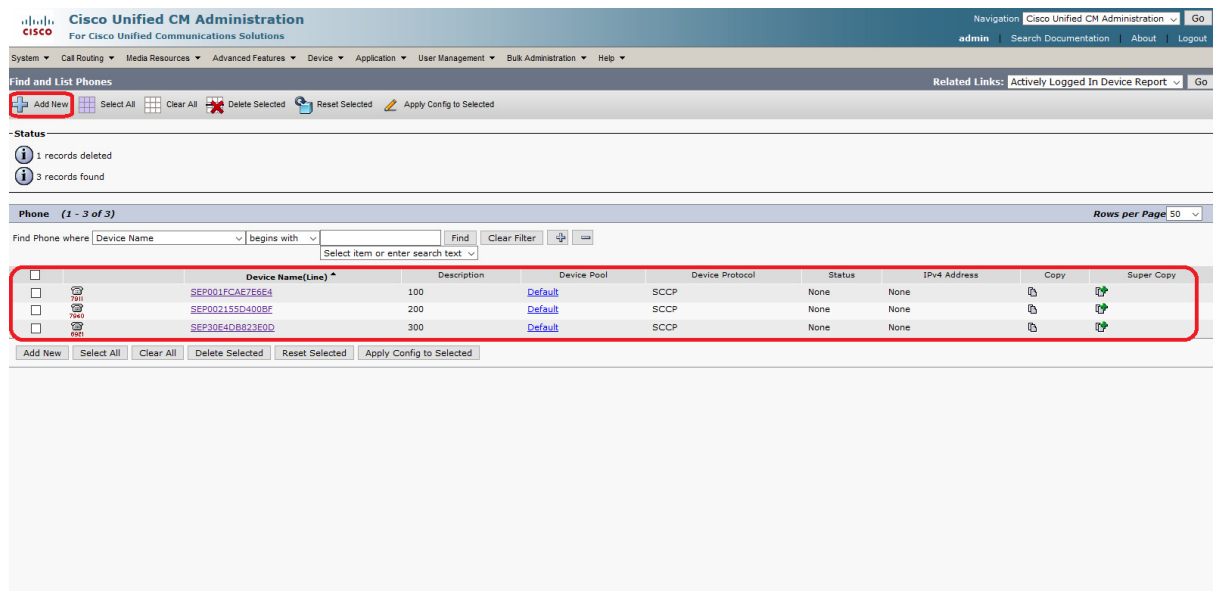 CISCO
Cisco Unified CM Administration
For Cisco Unified Communications Solutions
Navigation Cisco Unified CM Administration Go
admin | Search Documentation | About | Logout
System Call Routing Media Resources Advanced Features Device Application User Management Bulk Administration Help
Find and List Phones
Related Links: Actively Logged In Device Report Go
Add New Select All Clear All Delete Selected Reset Selected Apply Config to Selected
Status
1 records deleted
3 records found
Phone (1 - 3 of 3)
Rows per Page 50
Find Phone where Device Name begins with Find Clear Filter
Select item or enter search text
Device Name(Line) Description Device Pool Device Protocol Status IPv4 Address Copy Super Copy
7911 SEP001FCAE7E6E4 100 Default SCCP None None
7940 SEP002155D400BF 200 Default SCCP None None
6921 SEP30E4DB823E0D 300 Default SCCP None None
Add New Select All Clear All Delete Selected Reset Selected Apply Config to Selected